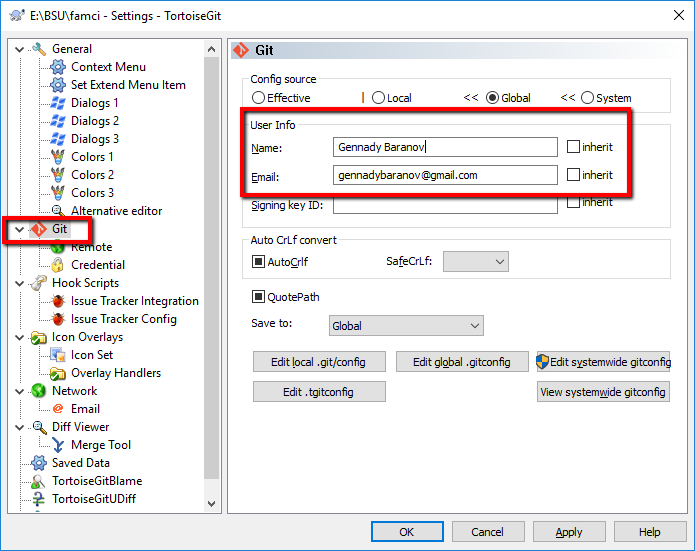 E:\BSU\famci - Settings - TortoiseGit
General
Context Menu
Set Extend Menu Item
Dialogs 1
Dialogs 2
Dialogs 3
Colors 1
Colors 2
Colors 3
Alternative editor
Git
Remote
Credential
Hook Scripts
Issue Tracker Integration
Issue Tracker Config
Icon Overlays
Icon Set
Overlay Handlers
Network
Email
Diff Viewer
Merge Tool
Saved Data
TortoiseGitBlame
TortoiseGitUDiff
Git
Config source
Effective | Local << Global << System
User Info
Name: Gennady Baranov inherit
Email: gennadybaranov@gmail.com inherit
Signing key ID: inherit
Auto CrLf convert
AutoCrlf SafeCrLf:
QuotePath
Save to: Global
Edit local .git/config Edit global .gitconfig Edit systemwide gitconfig
Edit .tgitconfig View systemwide gitconfig
OK Cancel Apply Help